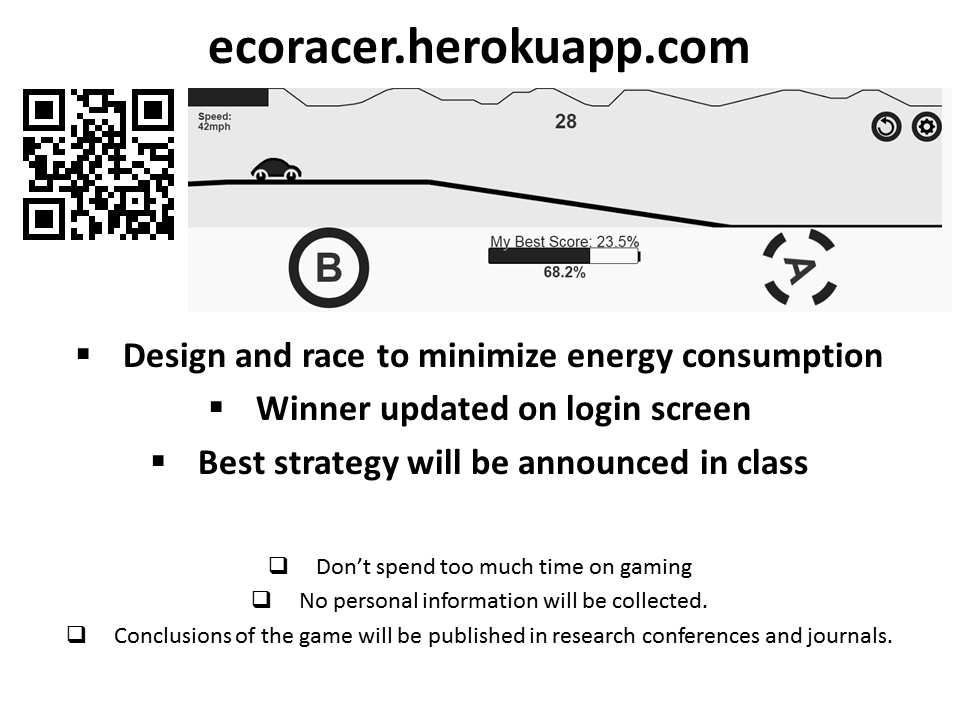 ecoracer.herokuapp.com
Speed:
42mph
28
My Best Score: 23.5%
68.2%
B
A
▪ Design and race to minimize energy consumption
▪ Winner updated on login screen
▪ Best strategy will be announced in class
❑ Don’t spend too much time on gaming
❑ No personal information will be collected.
❑ Conclusions of the game will be published in research conferences and journals.